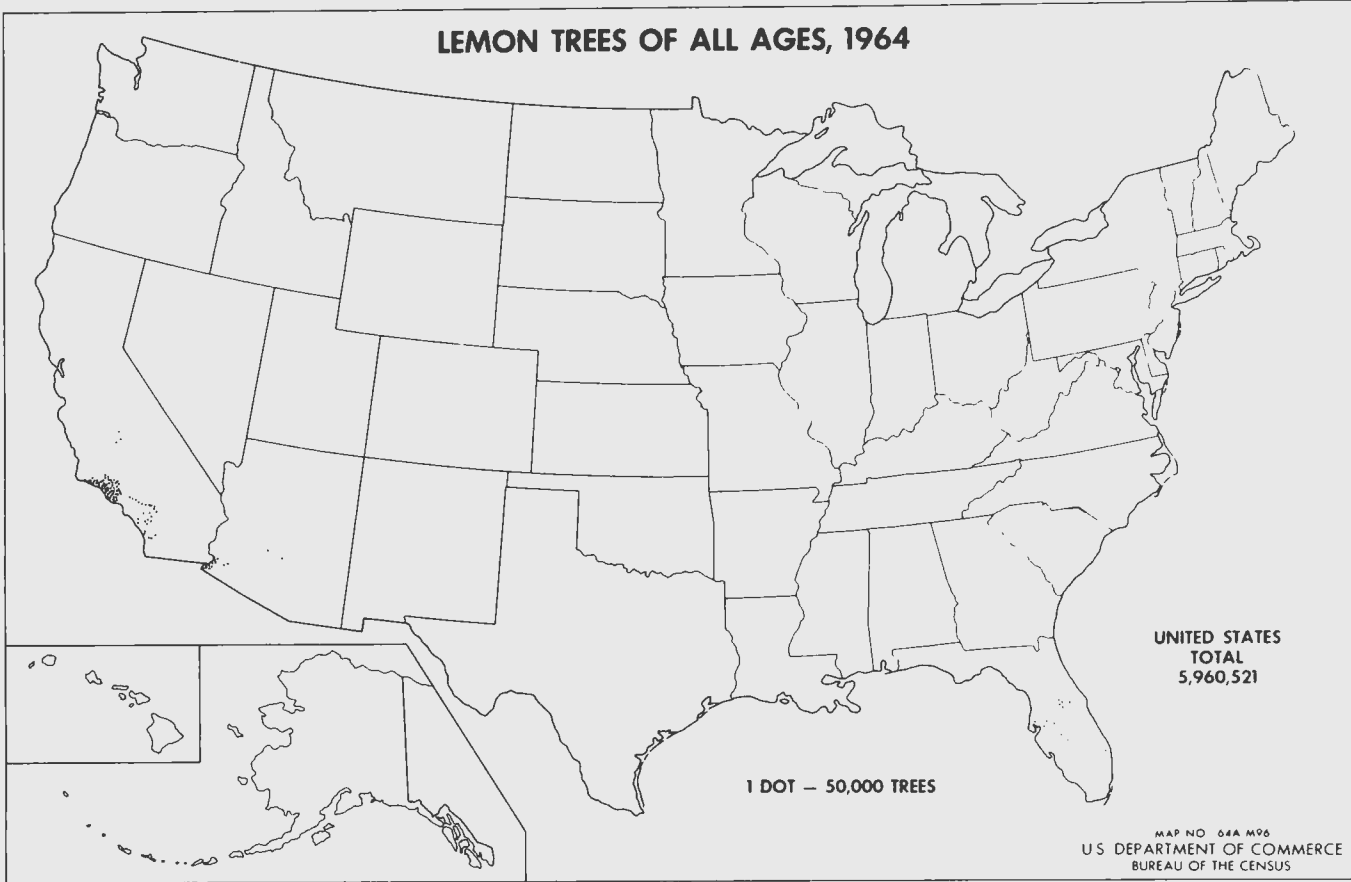 LEMON TREES OF ALL AGES, 1964
UNITED STATES
TOTAL
5,960,521
1 DOT — 50,000 TREES
MAP NO 64A M96
U S DEPARTMENT OF COMMERCE
BUREAU OF THE CENSUS